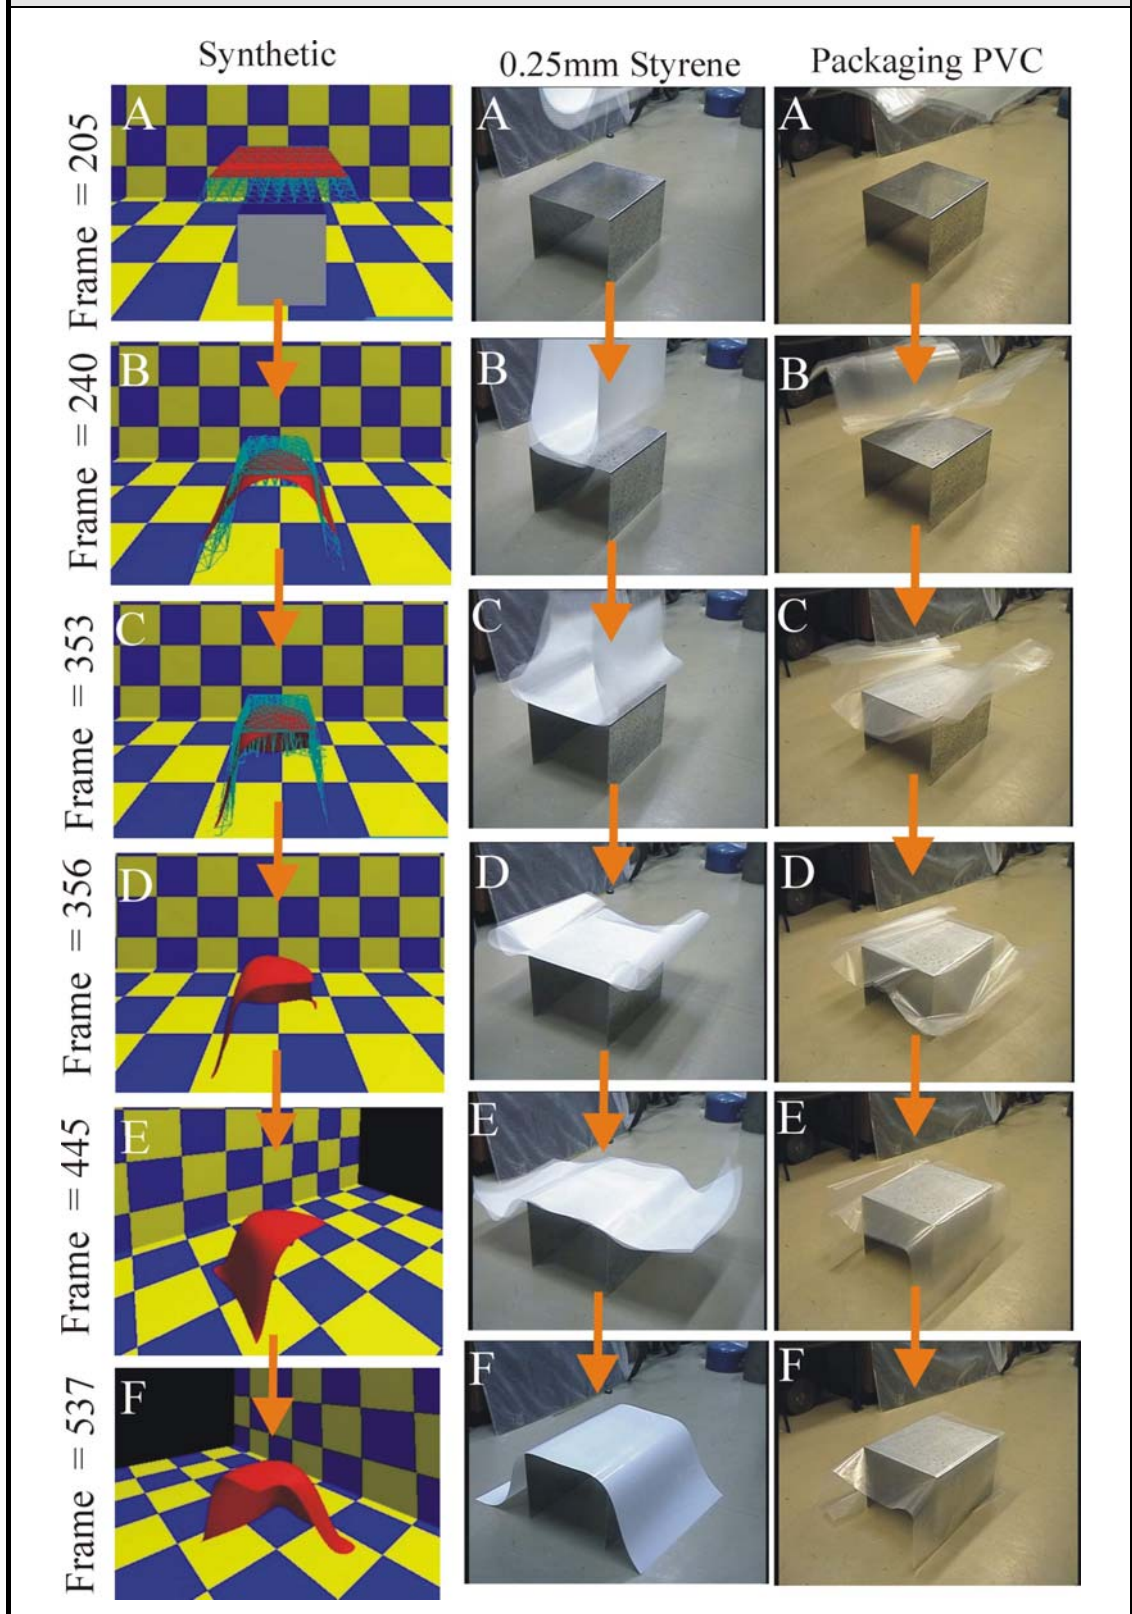 Synthetic
0.25mm Styrene
Packaging PVC
Frame = 205
A
A
A
Frame = 240
B
B
B
Frame = 353
C
C
C
Frame = 356
D
D
D
Frame = 445
E
E
E
Frame = 537
F
F
F